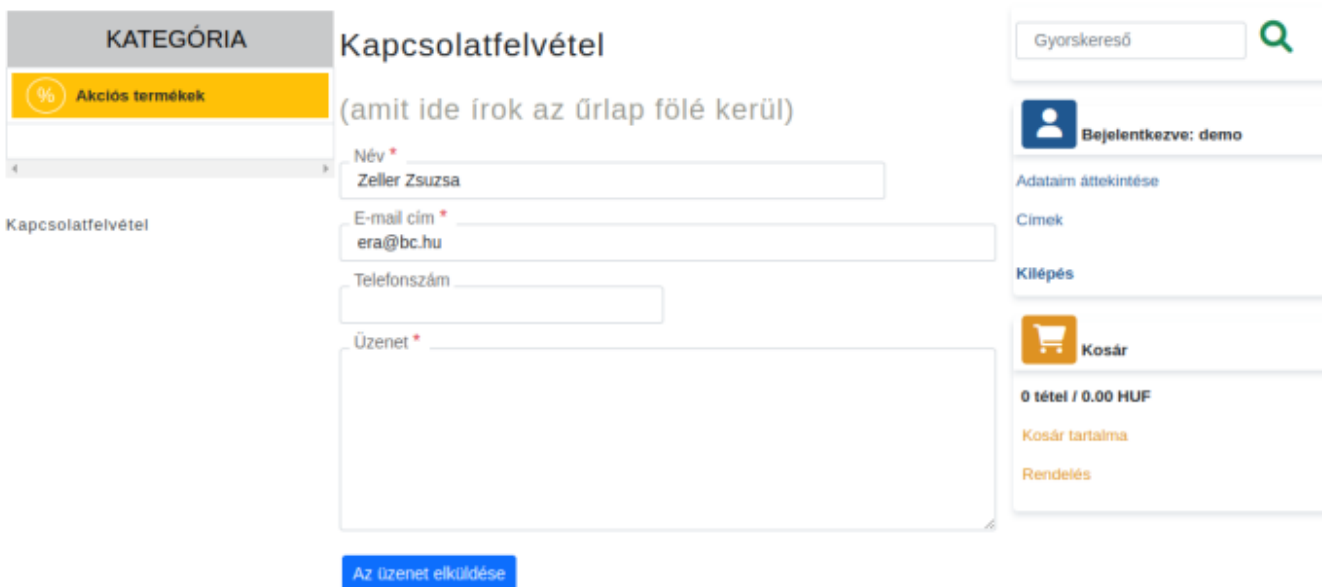 KATEGÓRIA
% Akciós termékek
Kapcsolatfelvétel
Kapcsolatfelvétel
(amit ide írok az űrlap fölé kerül)
Név *
Zeller Zsuzsa
E-mail cím *
era@bc.hu
Telefonszám
Üzenet *
Az üzenet elküldése
Gyorskereső
Bejelentkezve: demo
Adataim áttekintése
Címek
Kilépés
Kosár
0 tétel / 0.00 HUF
Kosár tartalma
Rendelés